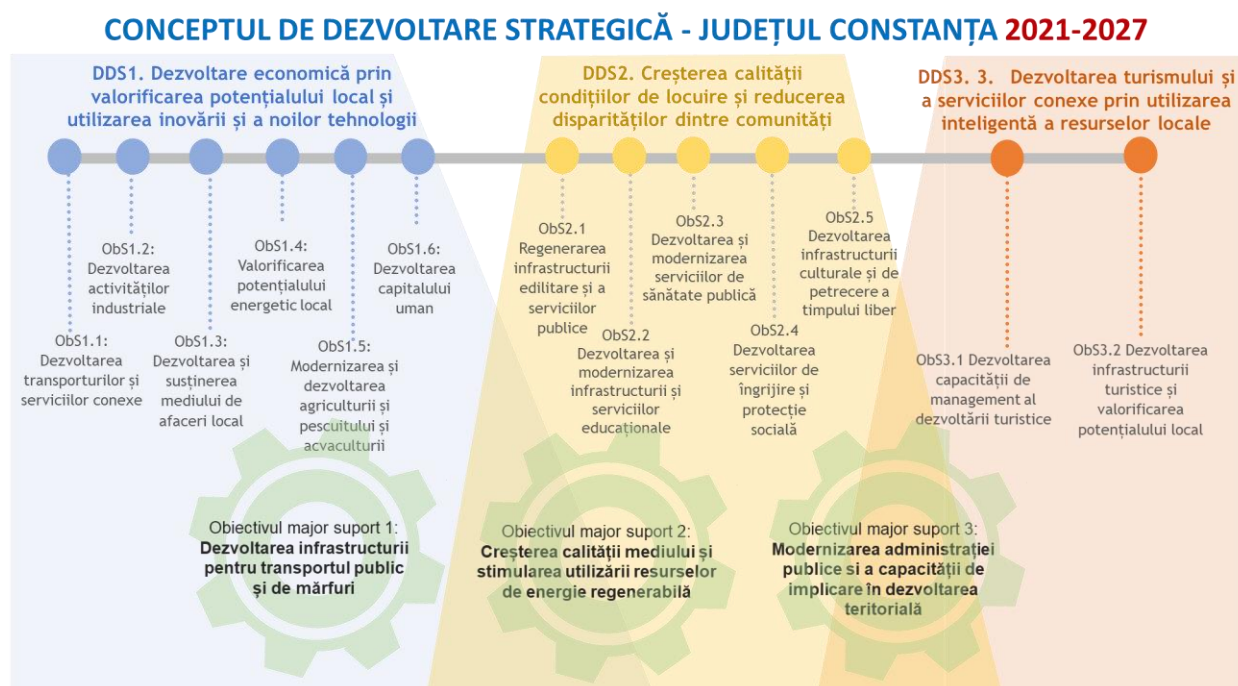 CONCEPTUL DE DEZVOLTARE STRATEGICĂ - JUDEȚUL CONSTANȚA 2021-2027
DDS1. Dezvoltare economică prin
valorificarea potențialului local și
utilizarea inovării și a noilor tehnologii
ObS1.1:
Dezvoltarea
transporturilor și
serviciilor conexe
ObS1.2:
Dezvoltarea
activităților
industriale
ObS1.3:
Dezvoltarea și
susținerea
mediului de
afaceri local
ObS1.4:
Valorificarea
potențialului
energetic local
ObS1.5:
Modernizarea și
dezvoltarea
agriculturii și
pescuitului și
acvaculturii
ObS1.6:
Dezvoltarea
capitalului
uman
DDS2. Creșterea calității
condițiilor de locuire și reducerea
disparităților dintre comunități
ObS2.1
Regenerarea
infrastructurii
edilitare și a
serviciilor
publice
ObS2.2
Dezvoltarea și
modernizarea
infrastructurii și
serviciilor
educaționale
ObS2.3
Dezvoltarea și
modernizarea
serviciilor de
sănătate publică
ObS2.4
Dezvoltarea
serviciilor de
îngrijire și
protecție
socială
ObS2.5
Dezvoltarea
infrastructurii
culturale și de
petrecere a
timpului liber
DDS3. 3. Dezvoltarea turismului și
a serviciilor conexe prin utilizarea
inteligentă a resurselor locale
ObS3.1 Dezvoltarea
capacității de
management al
dezvoltării turistice
ObS3.2 Dezvoltarea
infrastructurii
turistice și
valorificarea
potențialului local
Obiectivul major suport 1:
Dezvoltarea infrastructurii
pentru transportul public
și de mărfuri
Obiectivul major suport 2:
Creșterea calității mediului și
stimularea utilizării resurselor
de energie regenerabilă
Obiectivul major suport 3:
Modernizarea administrației
publice si a capacității de
implicare în dezvoltarea
teritorială